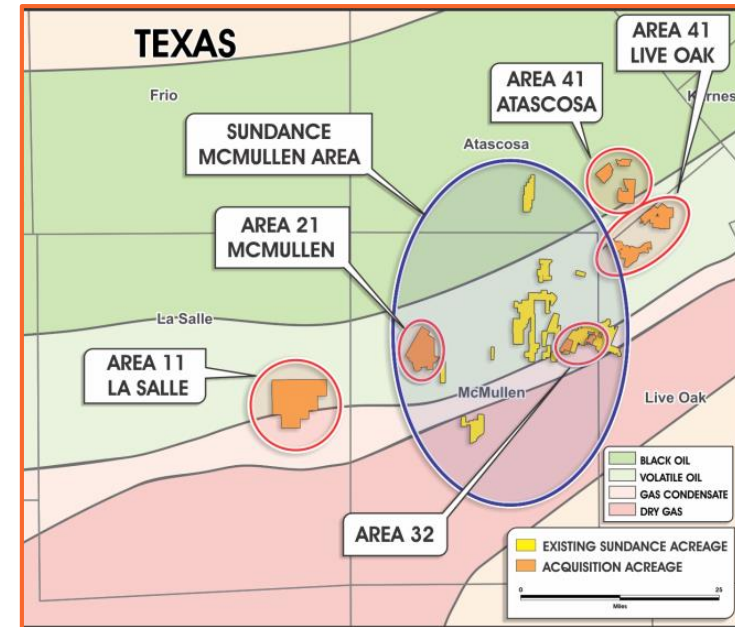 TEXAS
AREA 41
LIVE OAK
Frio
AREA 41
ATASCOSA
Karnes
SUNDANCE
MCMULLEN AREA
Atascosa
AREA 21
MCMULLEN
La Salle
AREA 11
LA SALLE
McMullen
Live Oak
AREA 32
BLACK OIL
VOLATILE OIL
GAS CONDENSATE
DRY GAS
EXISTING SUNDANCE ACREAGE
ACQUISITION ACREAGE
0
25
Miles